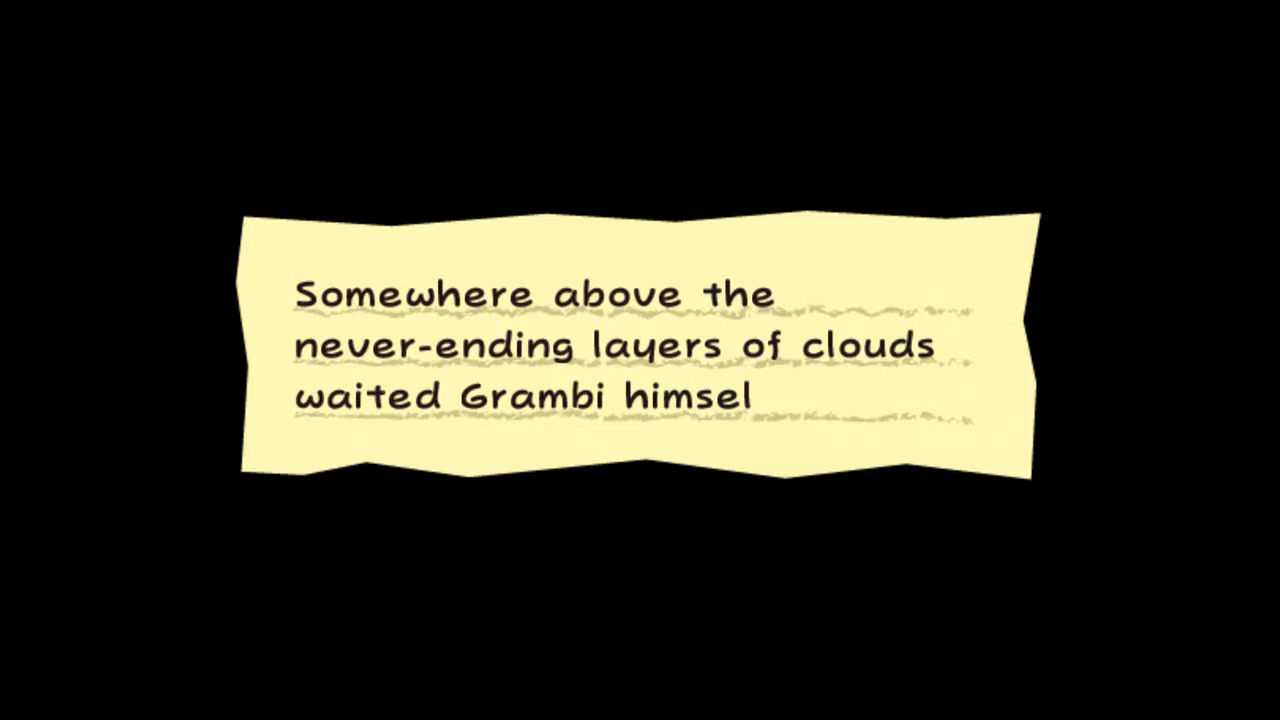 Somewhere above the
never-ending layers of clouds
waited Grambi himsel